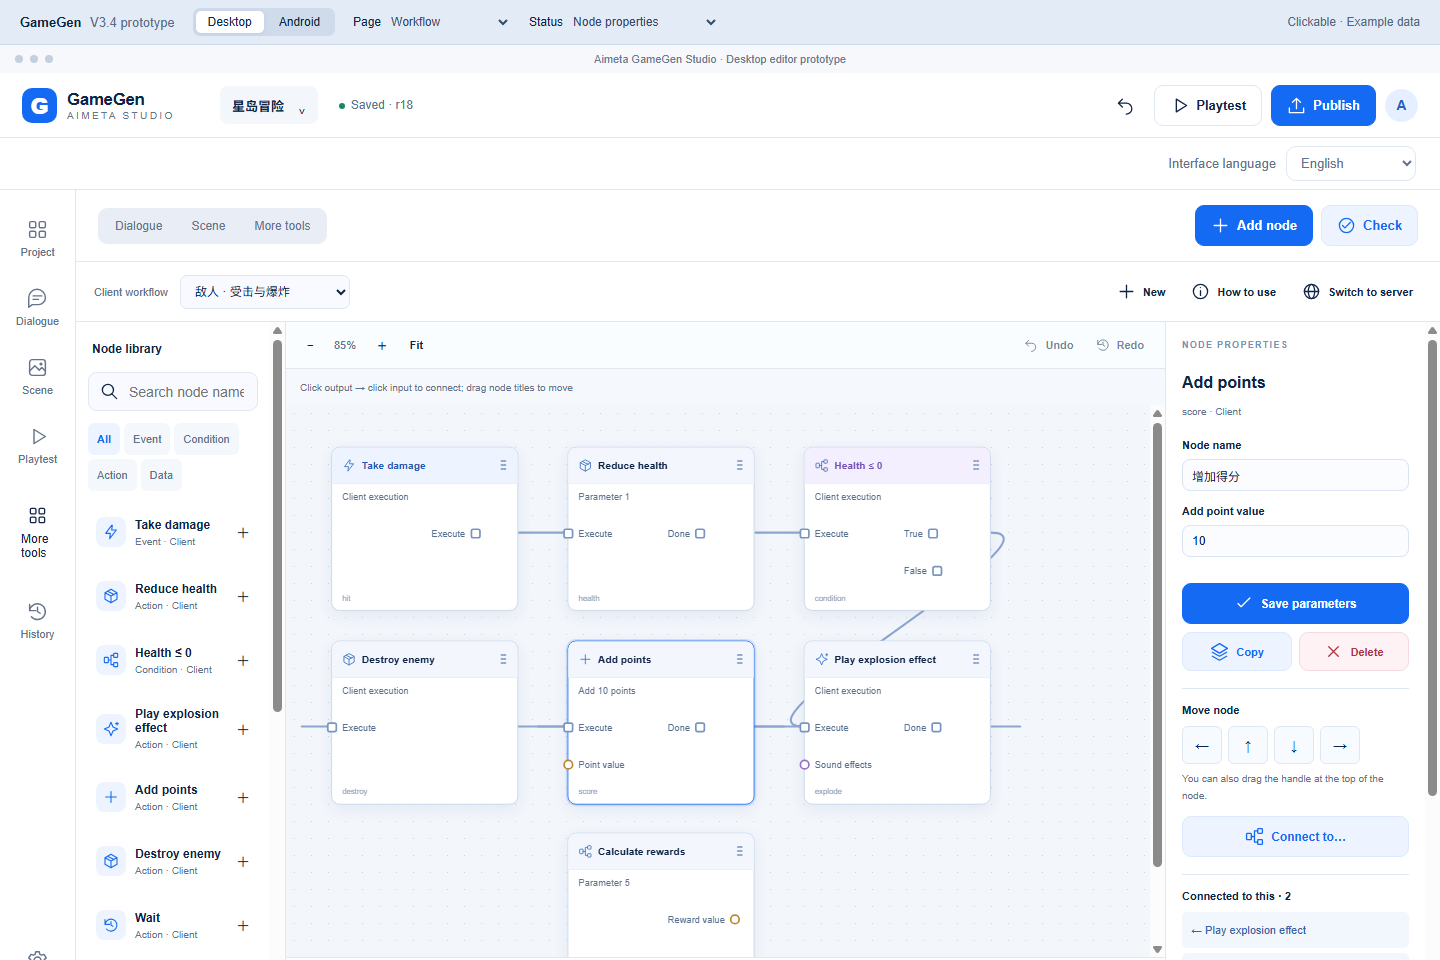 GameGen V3.4 prototype Desktop Android Page Workflow Status Node properties Clickable · Example data
Aimeta GameGen Studio · Desktop editor prototype
G GameGen
AIMETA STUDIO
星岛冒险
Saved · r18
Playtest
Publish
A
Interface language English
Project
Dialogue
Scene
Playtest
More
tools
History
Dialogue Scene More tools
Add node
Check
Client workflow 敌人 · 受击与爆炸
New
How to use
Switch to server
Node library
Search node name
All Event Condition
Action Data
Take damage
Event · Client
Reduce health
Action · Client
Health ≤ 0
Condition · Client
Play explosion
effect
Action · Client
Add points
Action · Client
Destroy enemy
Action · Client
Wait
Action · Client
− 85% + Fit
Undo Redo
Click output → click input to connect; drag node titles to move
Take damage
Client execution
Execute
hit
Reduce health
Parameter 1
Execute Done
health
Health ≤ 0
Client execution
Execute True
False
condition
Destroy enemy
Client execution
Execute
destroy
Add points
Add 10 points
Execute Done
Point value
score
Play explosion effect
Client execution
Execute Done
Sound effects
explode
Calculate rewards
Parameter 5
Reward value
NODE PROPERTIES
Add points
score · Client
Node name
增加得分
Add point value
10
Save parameters
Copy Delete
Move node
← ↑ ↓ →
You can also drag the handle at the top of the
node.
Connect to...
Connected to this · 2
← Play explosion effect